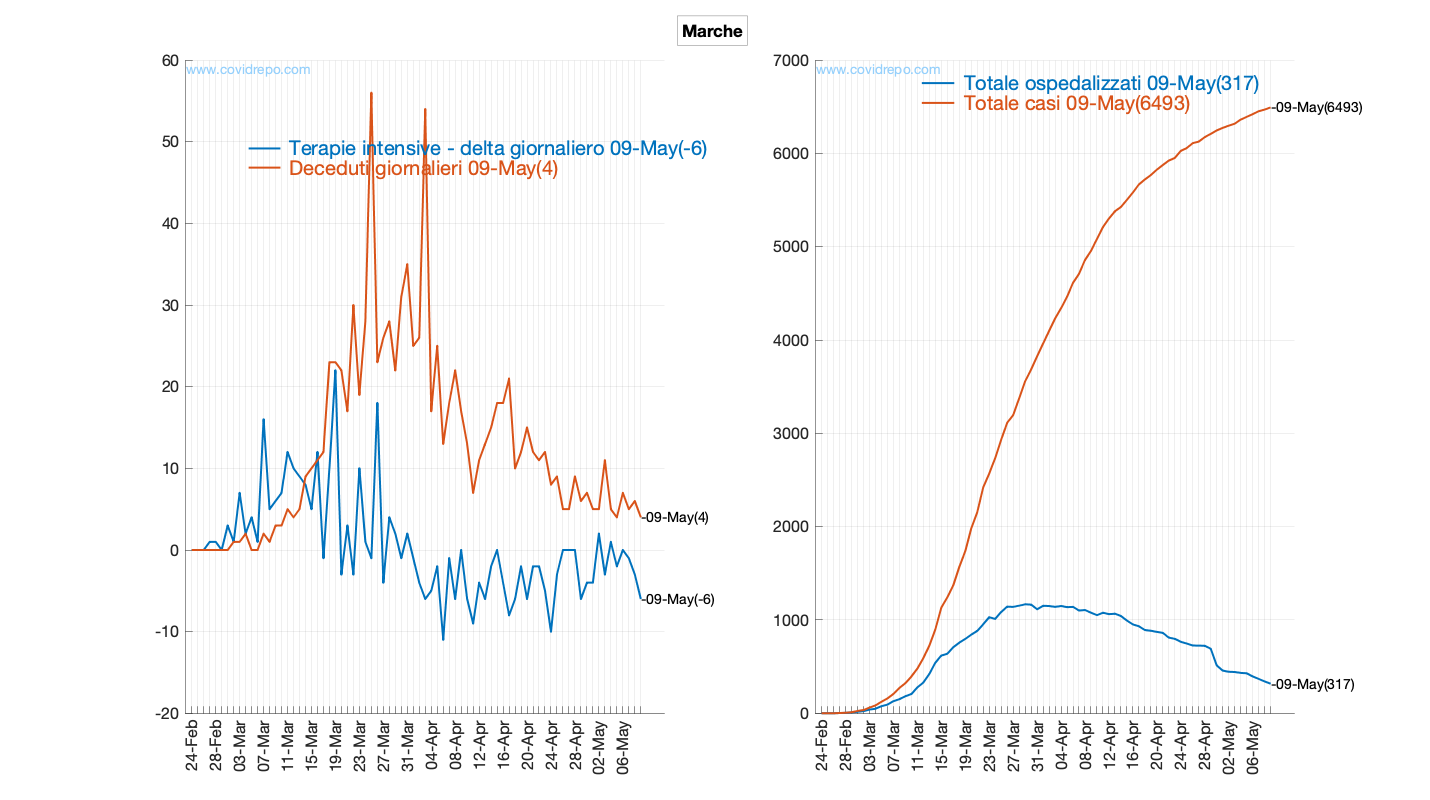 Marche
www.covidrepo.com
Terapie intensive - delta giornaliero 09-May(-6)
Deceduti giornalieri 09-May(4)
60
50
40
30
20
10
0
-10
-20
-09-May(4)
-09-May(-6)
24-Feb
28-Feb
03-Mar
07-Mar
11-Mar
15-Mar
19-Mar
23-Mar
27-Mar
31-Mar
04-Apr
08-Apr
12-Apr
16-Apr
20-Apr
24-Apr
28-Apr
02-May
06-May
www.covidrepo.com
Totale ospedalizzati 09-May(317)
Totale casi 09-May(6493)
7000
6000
5000
4000
3000
2000
1000
0
-09-May(6493)
-09-May(317)
24-Feb
28-Feb
03-Mar
07-Mar
11-Mar
15-Mar
19-Mar
23-Mar
27-Mar
31-Mar
04-Apr
08-Apr
12-Apr
16-Apr
20-Apr
24-Apr
28-Apr
02-May
06-May